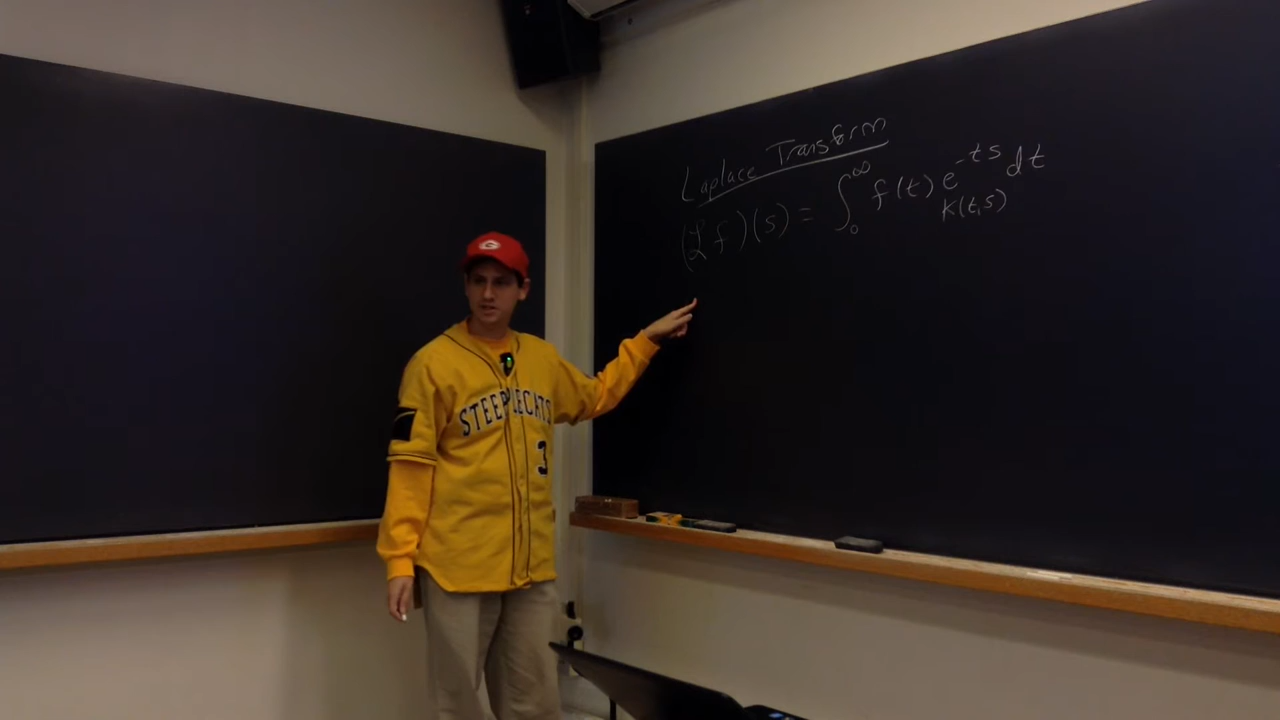 Laplace Transform
(ℒf)(s) = ∫₀^∞ f(t) e^{-ts} dt
K(t,s)
C
STEEPLECATS
3